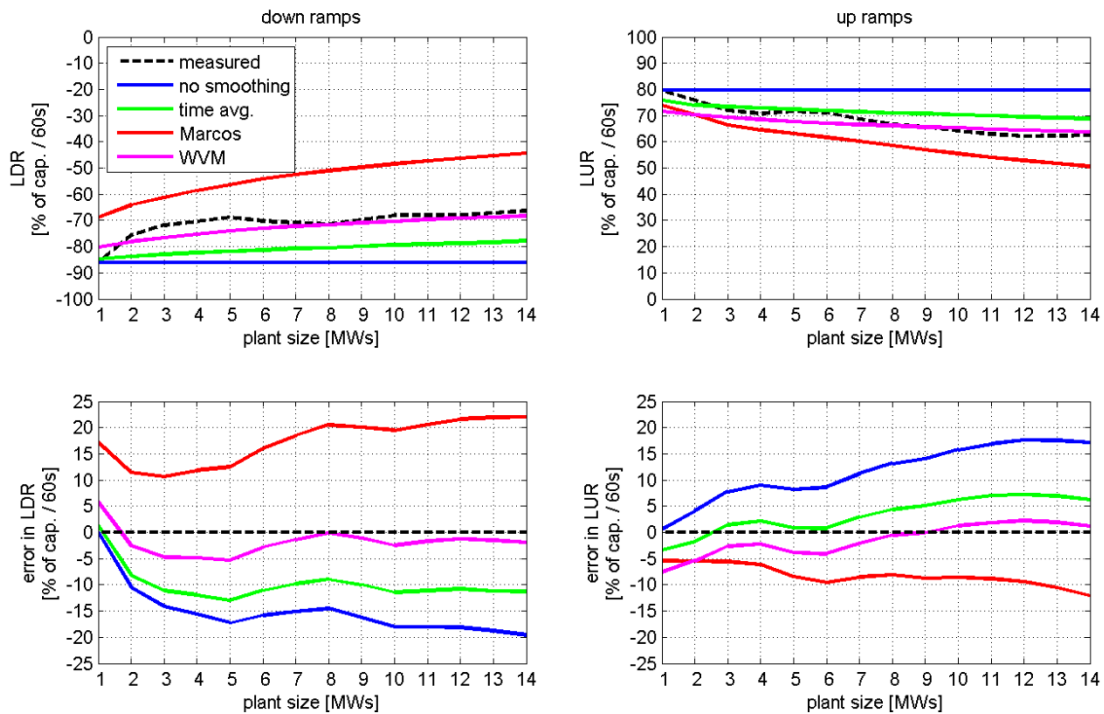 down ramps
0
-10
-20
-30
-40
-50
-60
-70
-80
-90
-100
LDR
[% of cap. / 60s]
measured
no smoothing
time avg.
Marcos
WVM
1 2 3 4 5 6 7 8 9 10 11 12 13 14
plant size [MWs]
up ramps
100
90
80
70
60
50
40
30
20
10
0
LUR
[% of cap. / 60s]
1 2 3 4 5 6 7 8 9 10 11 12 13 14
plant size [MWs]
25
20
15
10
5
0
-5
-10
-15
-20
-25
error in LDR
[% of cap. / 60s]
1 2 3 4 5 6 7 8 9 10 11 12 13 14
plant size [MWs]
25
20
15
10
5
0
-5
-10
-15
-20
-25
error in LUR
[% of cap. / 60s]
1 2 3 4 5 6 7 8 9 10 11 12 13 14
plant size [MWs]